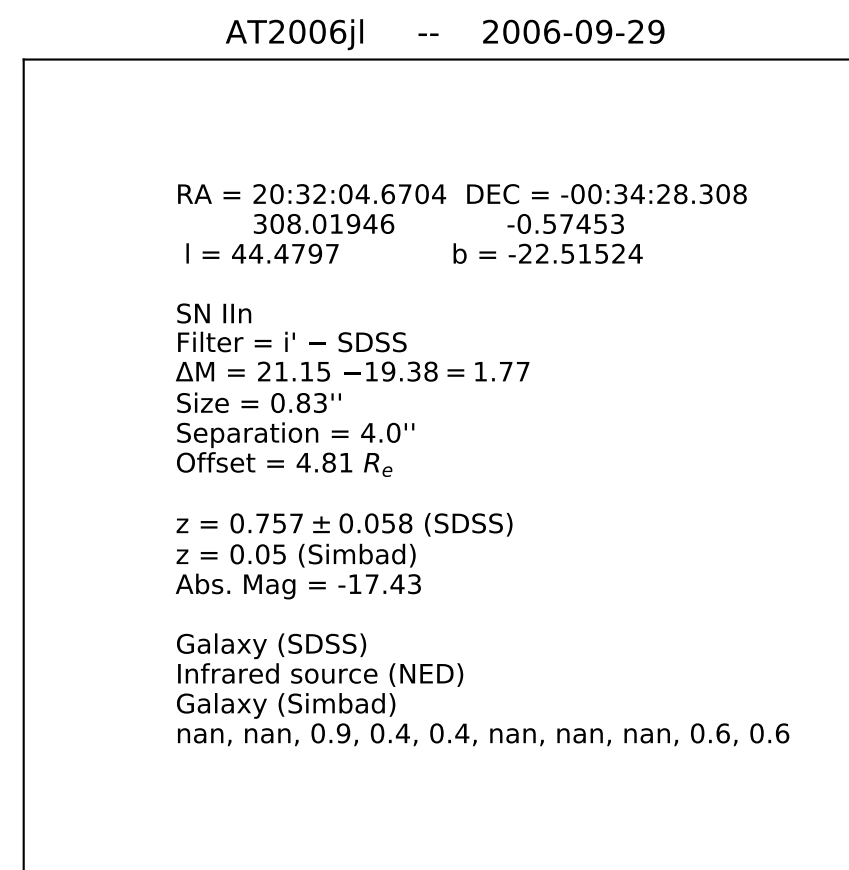 AT2006jl -- 2006-09-29
RA = 20:32:04.6704 DEC = -00:34:28.308
308.01946 -0.57453
l = 44.4797 b = -22.51524
SN IIn
Filter = i' − SDSS
ΔM = 21.15 −19.38 = 1.77
Size = 0.83''
Separation = 4.0''
Offset = 4.81 Re
z = 0.757 ± 0.058 (SDSS)
z = 0.05 (Simbad)
Abs. Mag = -17.43
Galaxy (SDSS)
Infrared source (NED)
Galaxy (Simbad)
nan, nan, 0.9, 0.4, 0.4, nan, nan, nan, 0.6, 0.6